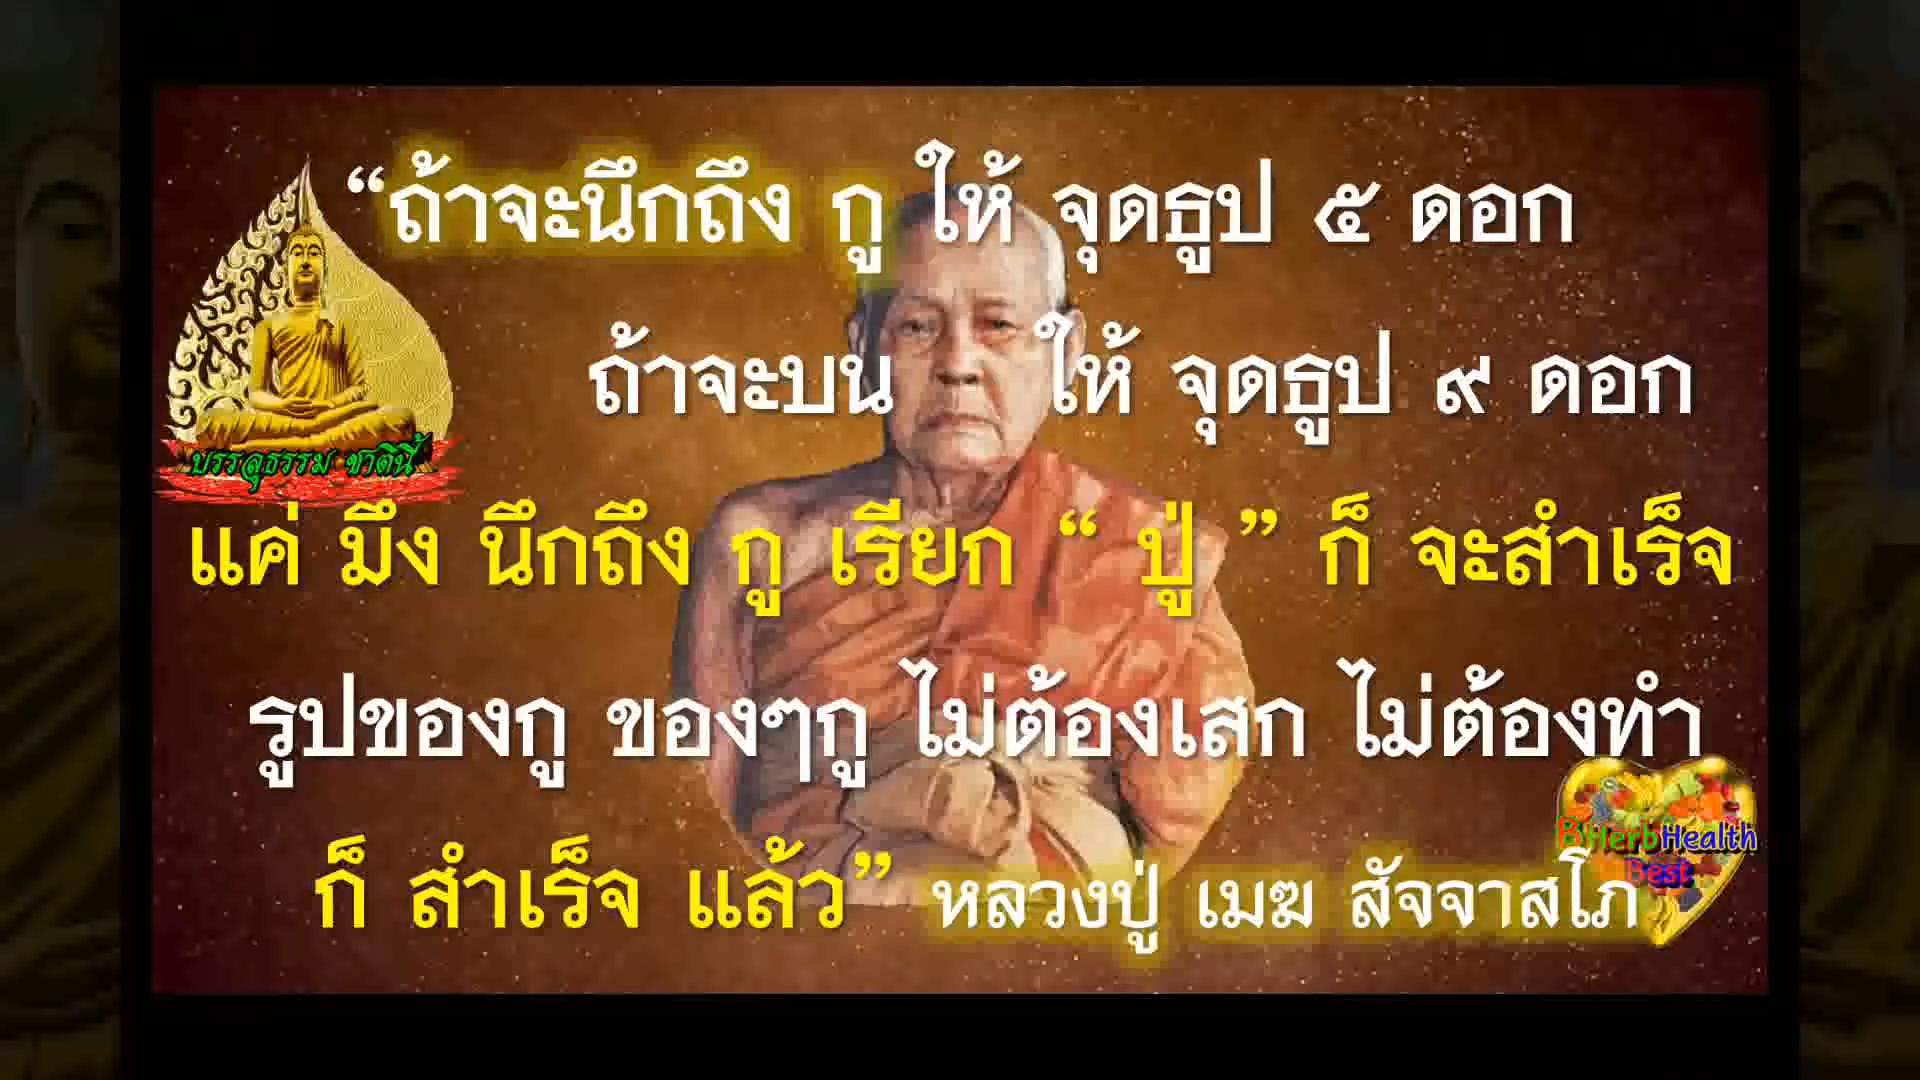 “ถ้าจะนึกถึง กู ให้ จุดธูป ๕ ดอก
ถ้าจะบน ให้ จุดธูป ๙ ดอก
บรรลุธรรม ชาตินี้
แค่ มึง นึกถึง กู เรียก “ ปู่ ” ก็ จะสำเร็จ
รูปของกู ของๆกู ไม่ต้องเสก ไม่ต้องทำ
ก็ สำเร็จ แล้ว” หลวงปู่ เมฆ สัจจาสโภ
BHerbHealth
Best